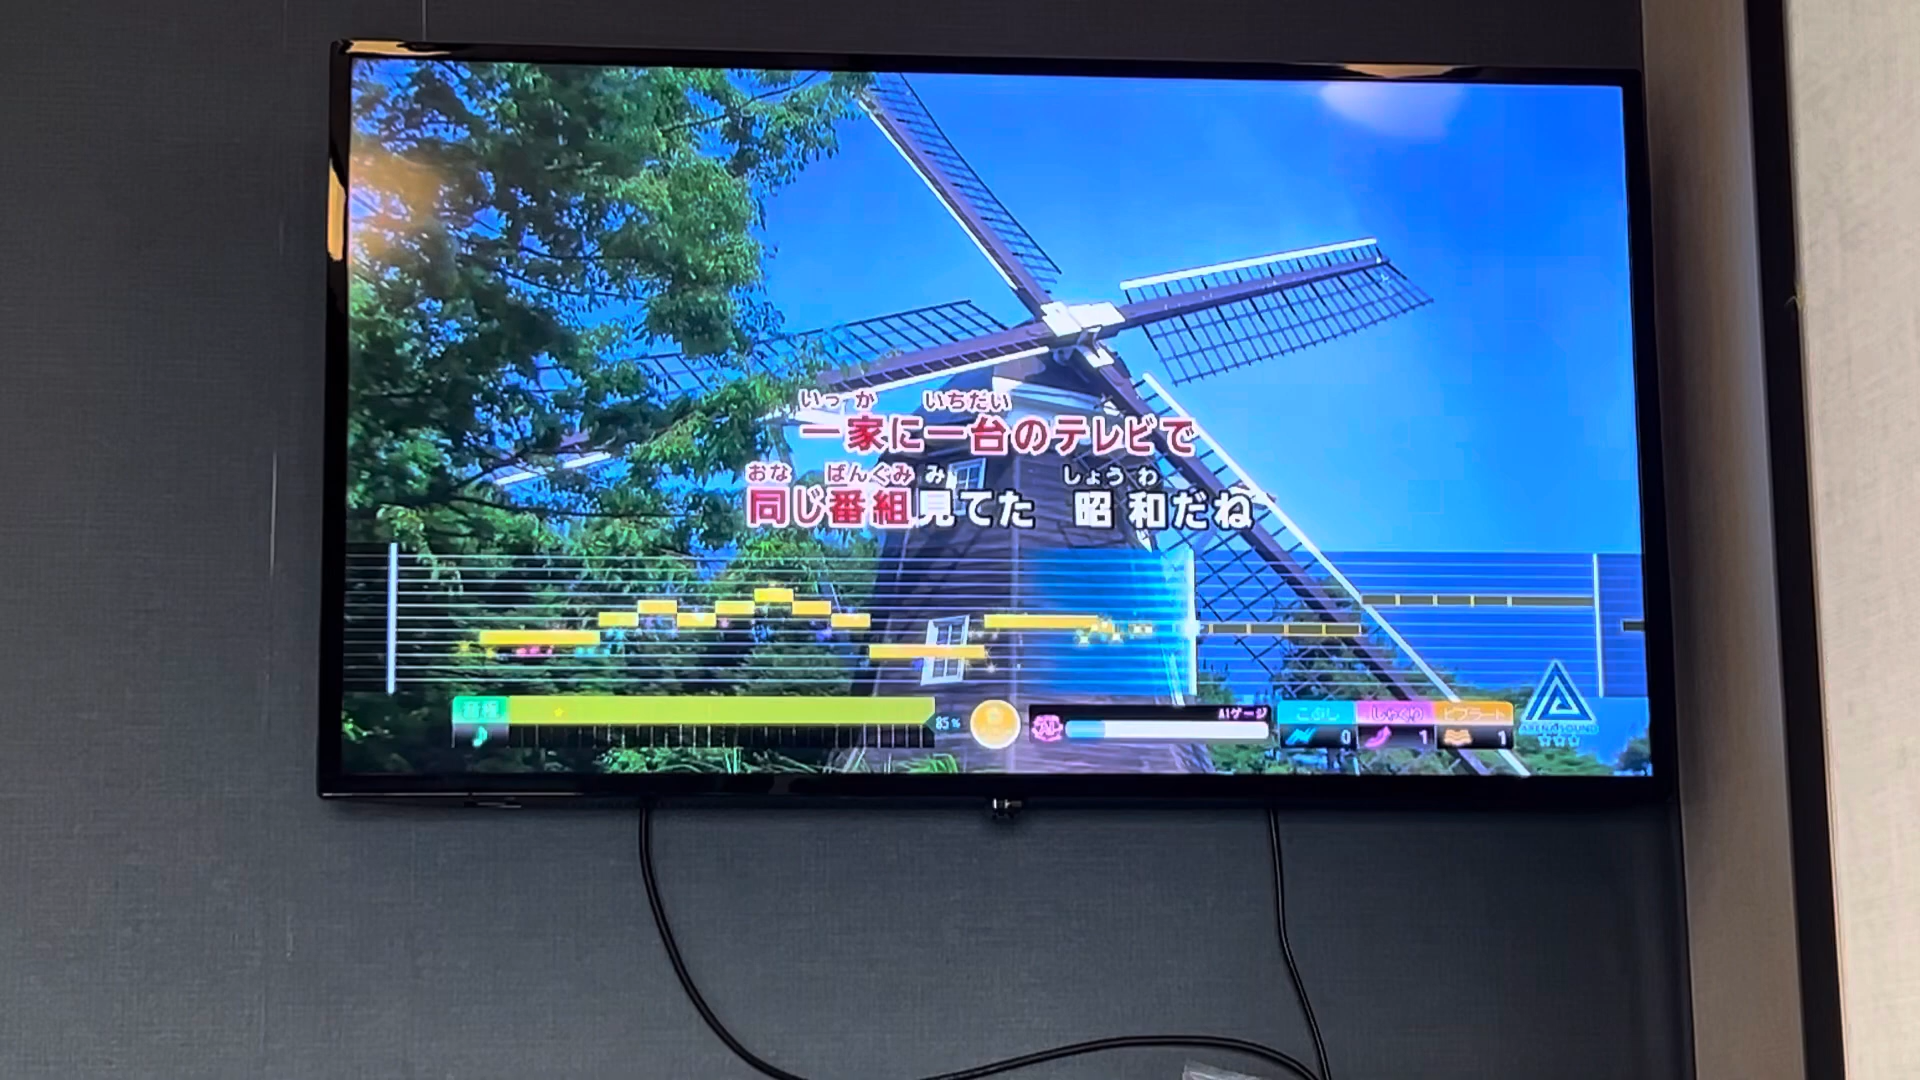 いっか いちだい
一家に一台のテレビで
おな ばんぐみ み しょうわ
同じ番組見てた 昭和だね
音程
85%
AI
AIゲージ
こぶし しゃくり ビブラート
0 1 1
ARENA SOUND